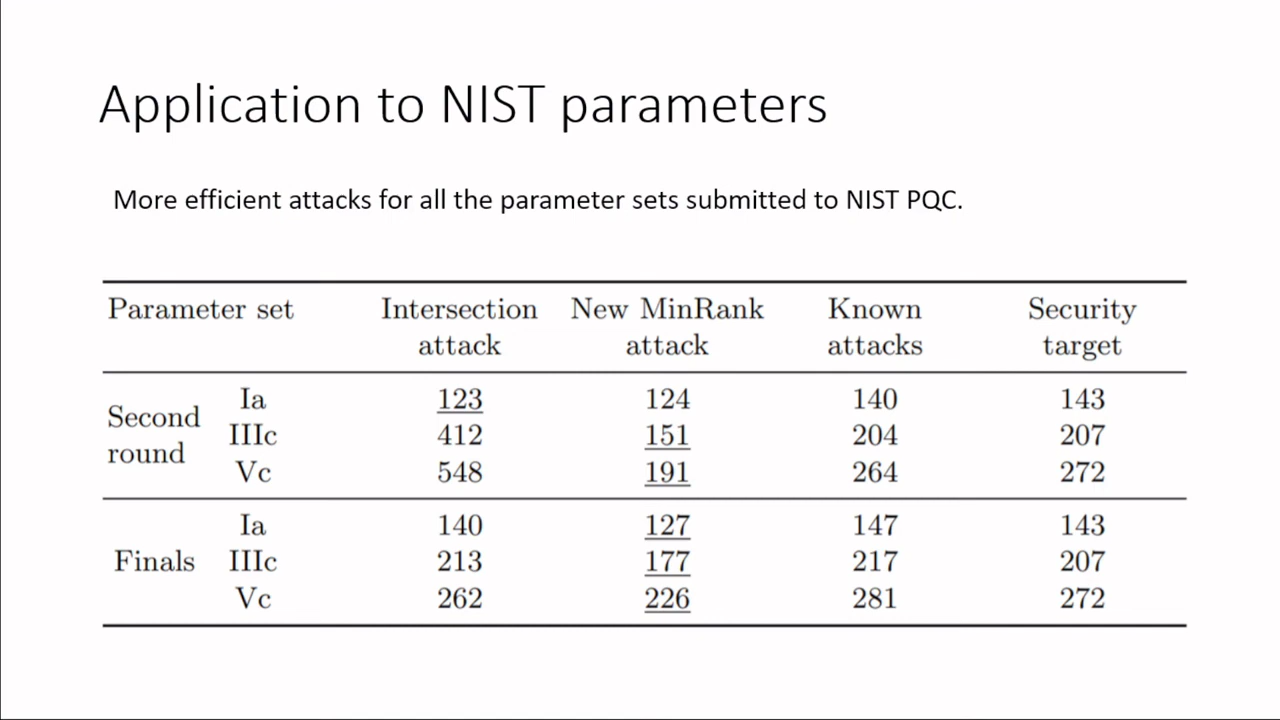 Application to NIST parameters
More efficient attacks for all the parameter sets submitted to NIST PQC.
Parameter set Intersection attack New MinRank attack Known attacks Security target
Second round
Ia 123 124 140 143
IIIc 412 151 204 207
Vc 548 191 264 272
Finals
Ia 140 127 147 143
IIIc 213 177 217 207
Vc 262 226 281 272